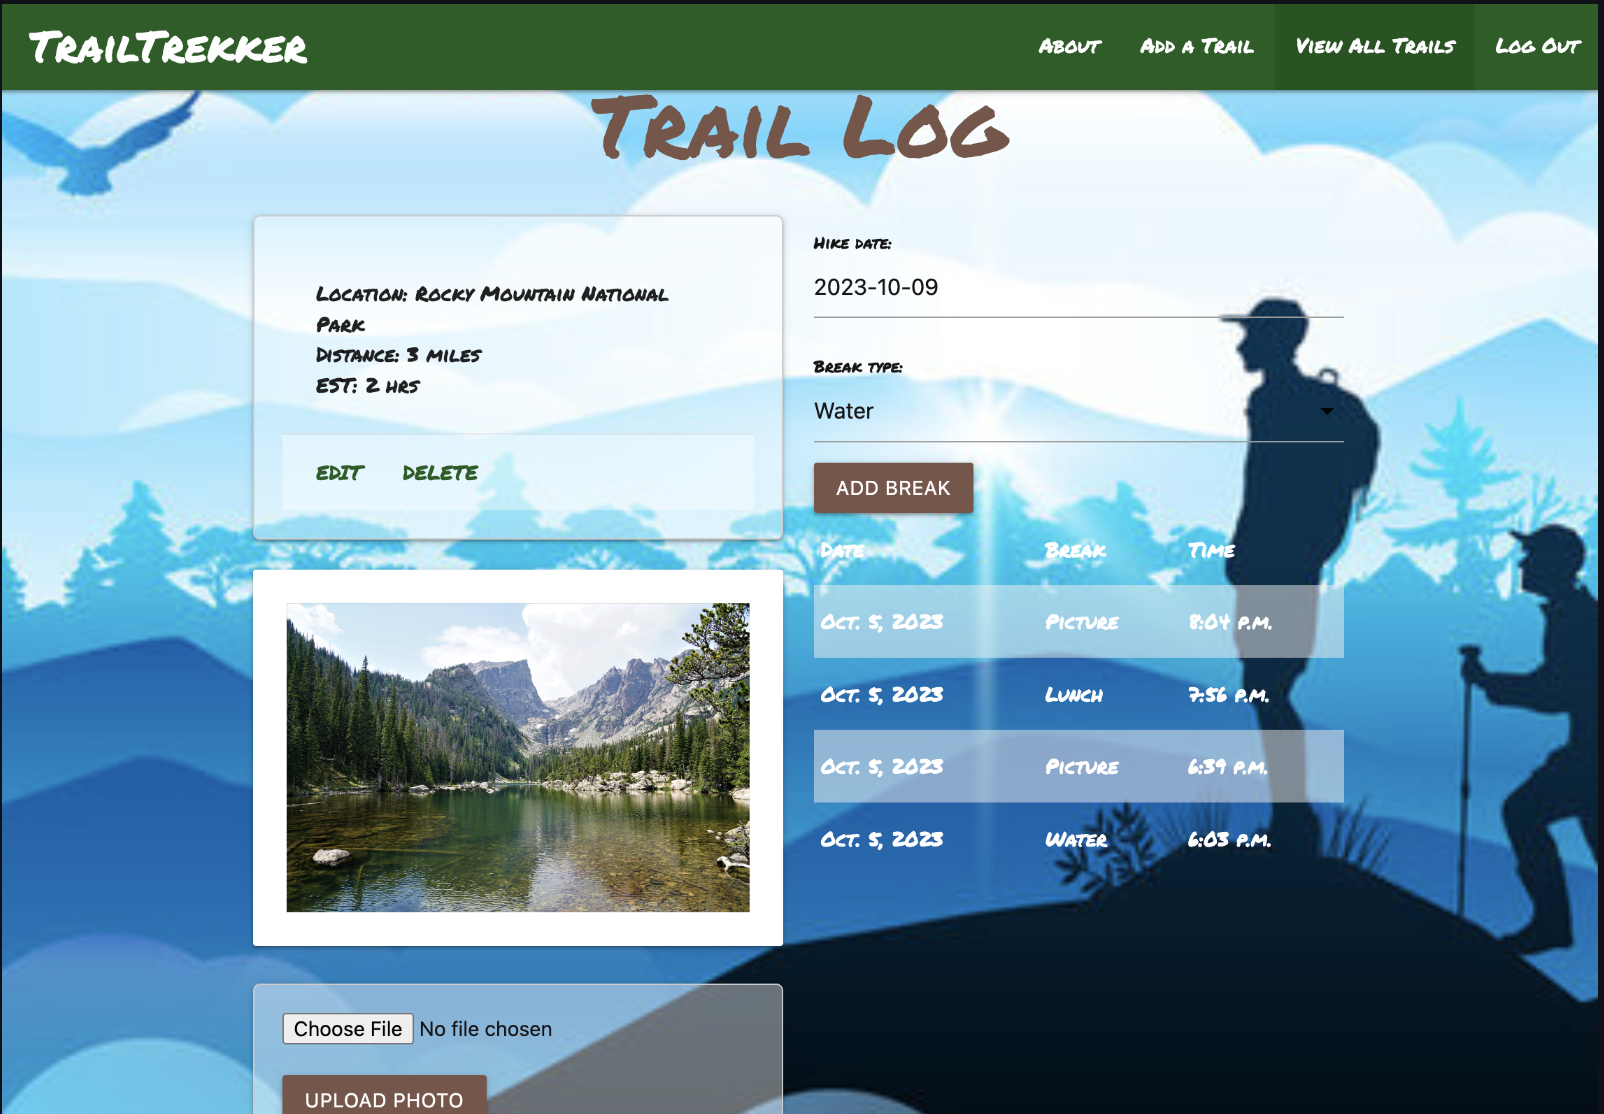 TrailTrekker
About
Add a Trail
View All Trails
Log Out
Trail Log
Location: Rocky Mountain National
Park
Distance: 3 miles
EST: 2 hrs
EDIT
DELETE
Hike date:
2023-10-09
Break type:
Water
ADD BREAK
Date Break Time
Oct. 5, 2023 Picture 8:04 p.m.
Oct. 5, 2023 Lunch 7:56 p.m.
Oct. 5, 2023 Picture 6:39 p.m.
Oct. 5, 2023 Water 6:03 p.m.
Choose File No file chosen
UPLOAD PHOTO